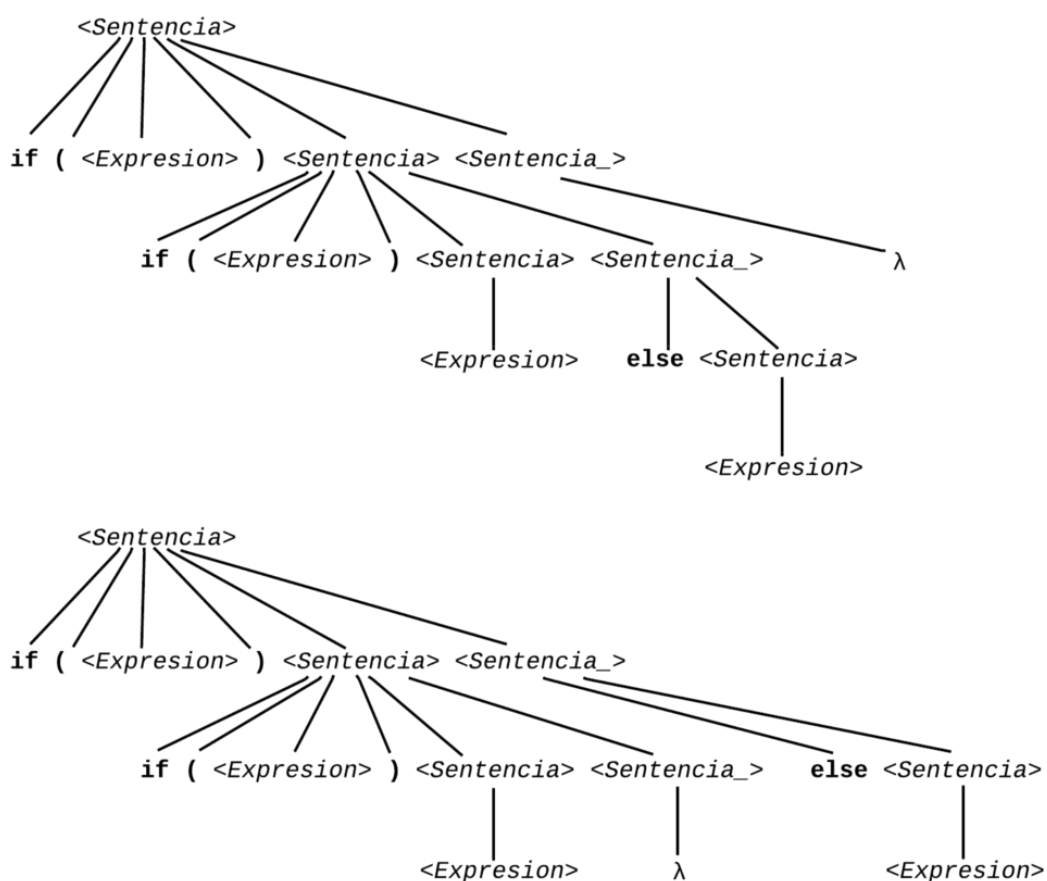 <Sentencia>
if ( <Expresion> ) <Sentencia> <Sentencia_>
if ( <Expresion> ) <Sentencia> <Sentencia_> λ
<Expresion> else <Sentencia>
<Expresion>
<Sentencia>
if ( <Expresion> ) <Sentencia> <Sentencia_>
if ( <Expresion> ) <Sentencia> <Sentencia_> else <Sentencia>
<Expresion> λ <Expresion>